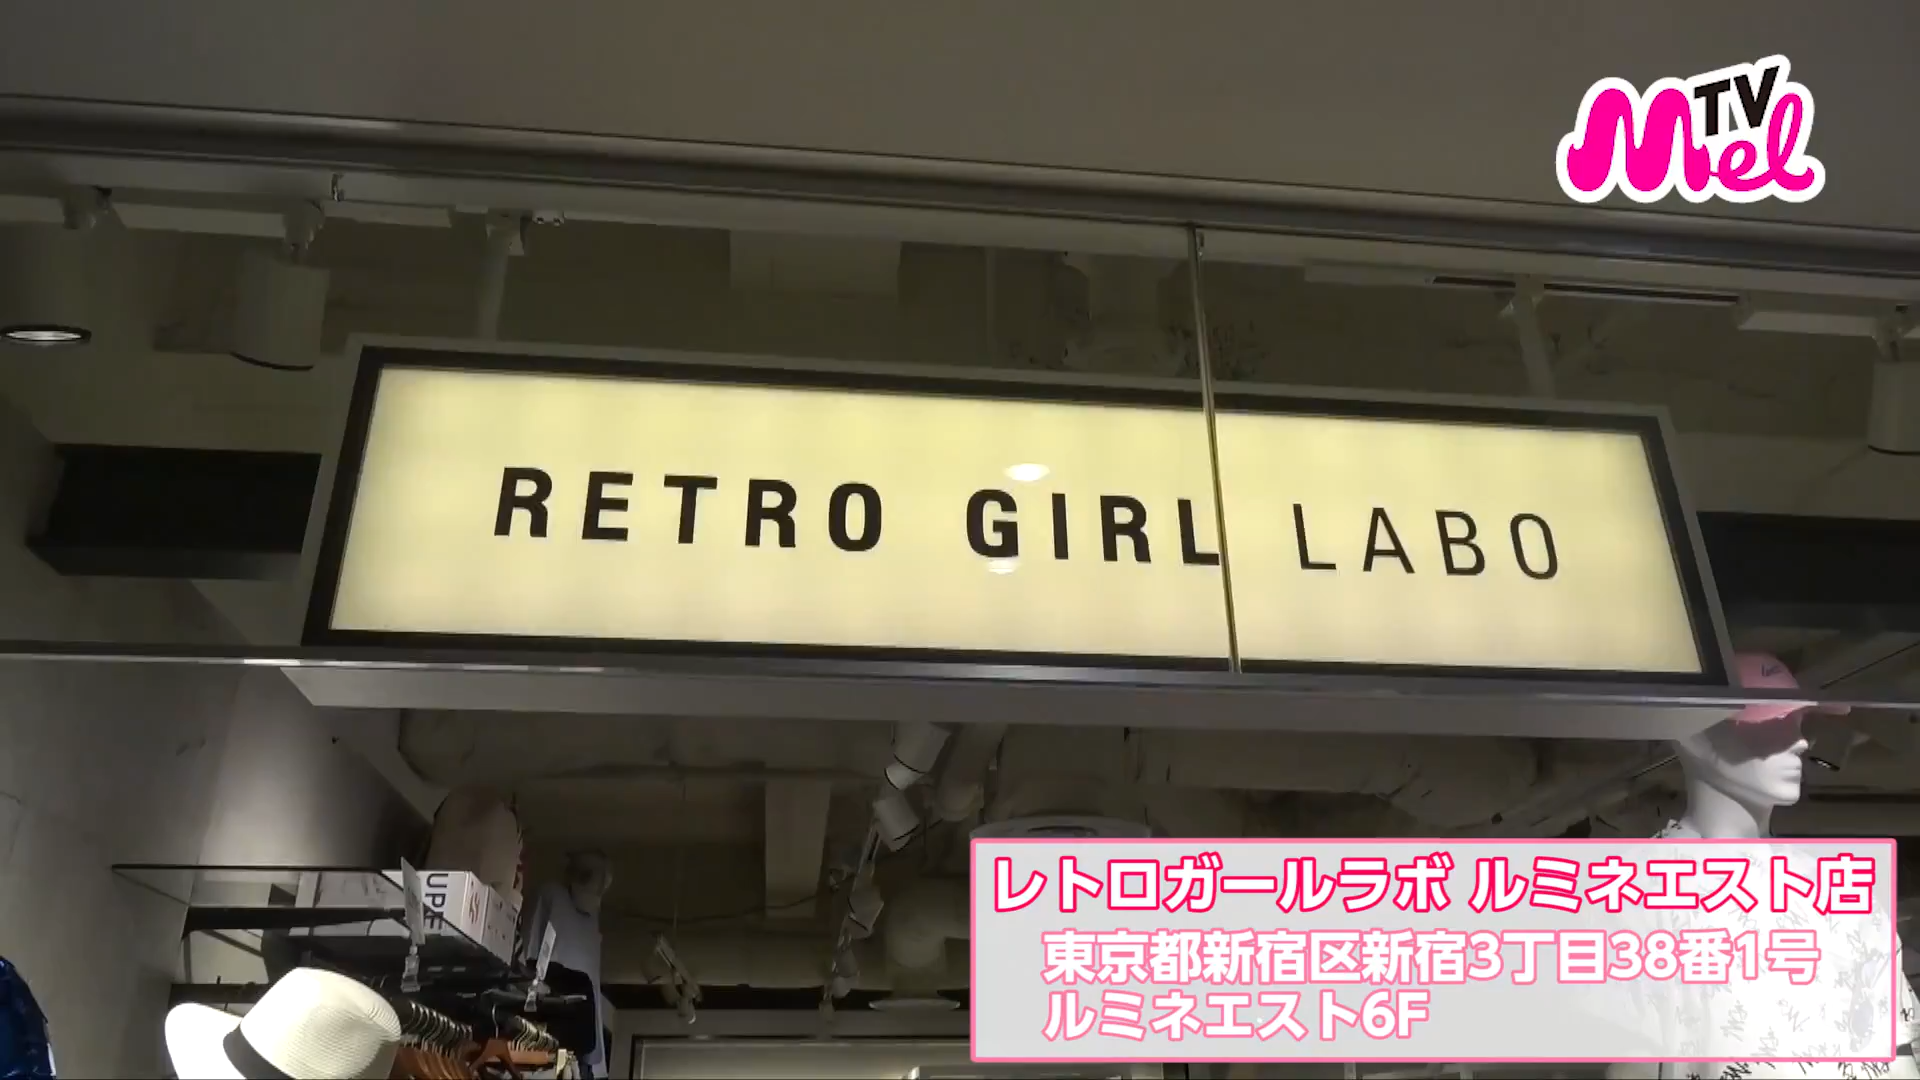 Mel TV
RETRO GIRL LABO
UPE
レトロガールラボ ルミネエスト店
東京都新宿区新宿3丁目38番1号
ルミネエスト6F